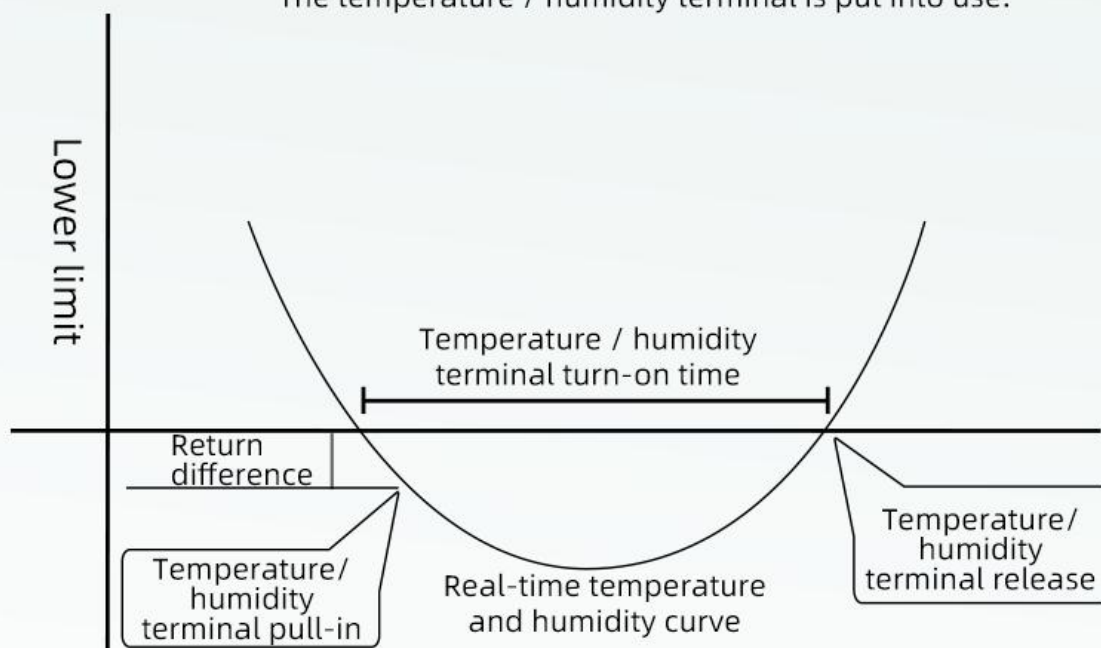 The temperature / humidity terminal is put into use.
Lower limit
Temperature / humidity
terminal turn-on time
Return
difference
Temperature/
humidity
terminal pull-in
Real-time temperature
and humidity curve
Temperature/
humidity
terminal release